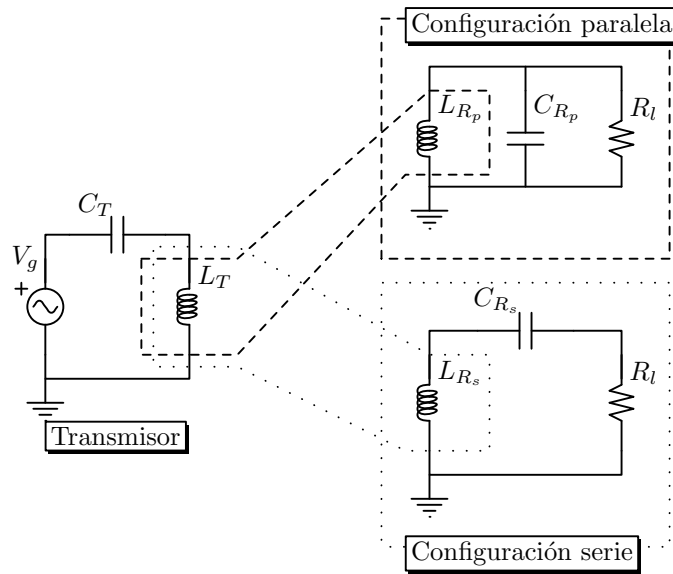 Configuración paralela
$L_{R_p}$
$C_{R_p}$
$R_l$
$C_T$
$V_g$
+
$L_T$
Transmisor
$C_{R_s}$
$L_{R_s}$
$R_l$
Configuración serie